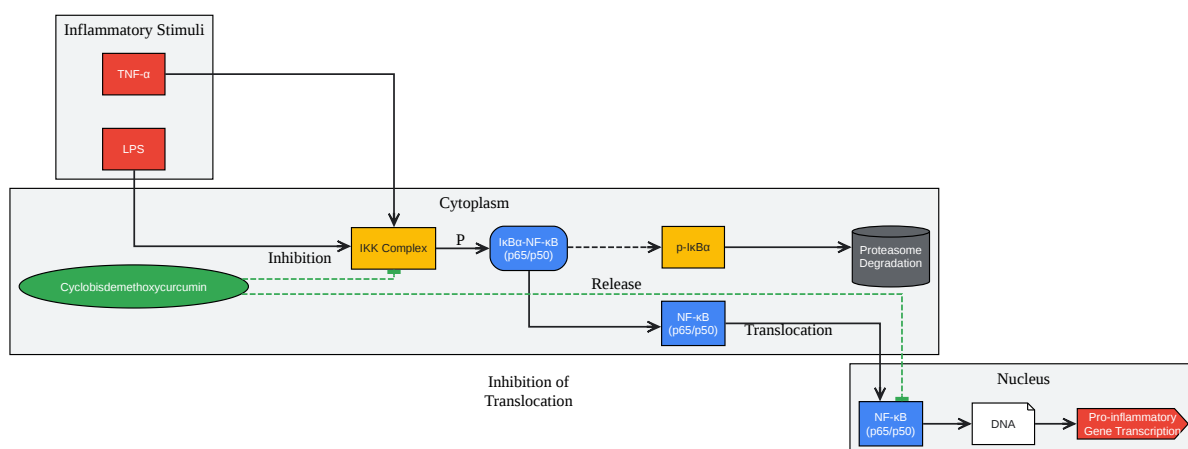 Inflammatory Stimuli
TNF-α
LPS
Cytoplasm
IKK Complex
P
IκBα-NF-κB
(p65/p50)
p-IκBα
Proteasome
Degradation
Inhibition
Cyclobisdemethoxycurcumin
Release
NF-κB
(p65/p50)
Translocation
Inhibition of
Translocation
Nucleus
NF-κB
(p65/p50)
DNA
Pro-inflammatory
Gene Transcription